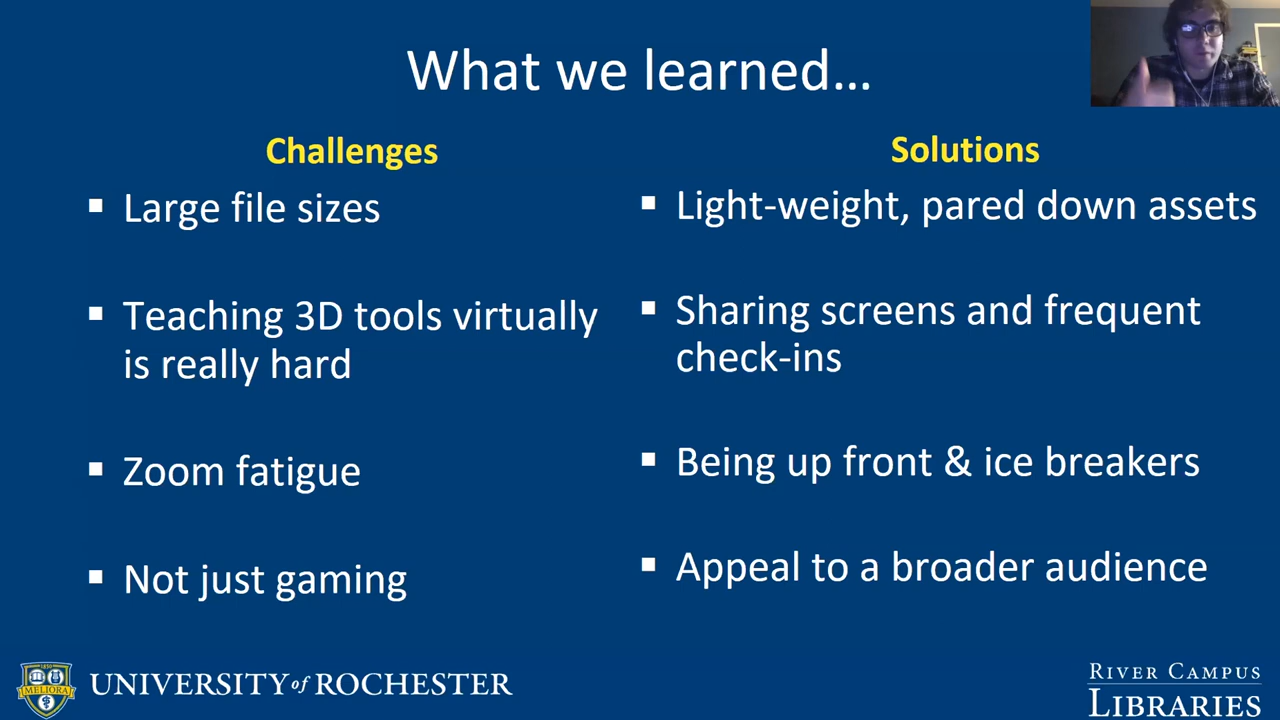 What we learned…
Challenges
▪ Large file sizes
▪ Teaching 3D tools virtually
is really hard
▪ Zoom fatigue
▪ Not just gaming
Solutions
▪ Light-weight, pared down assets
▪ Sharing screens and frequent
check-ins
▪ Being up front & ice breakers
▪ Appeal to a broader audience
1850
MELIORA
UNIVERSITY of ROCHESTER
RIVER CAMPUS
LIBRARIES